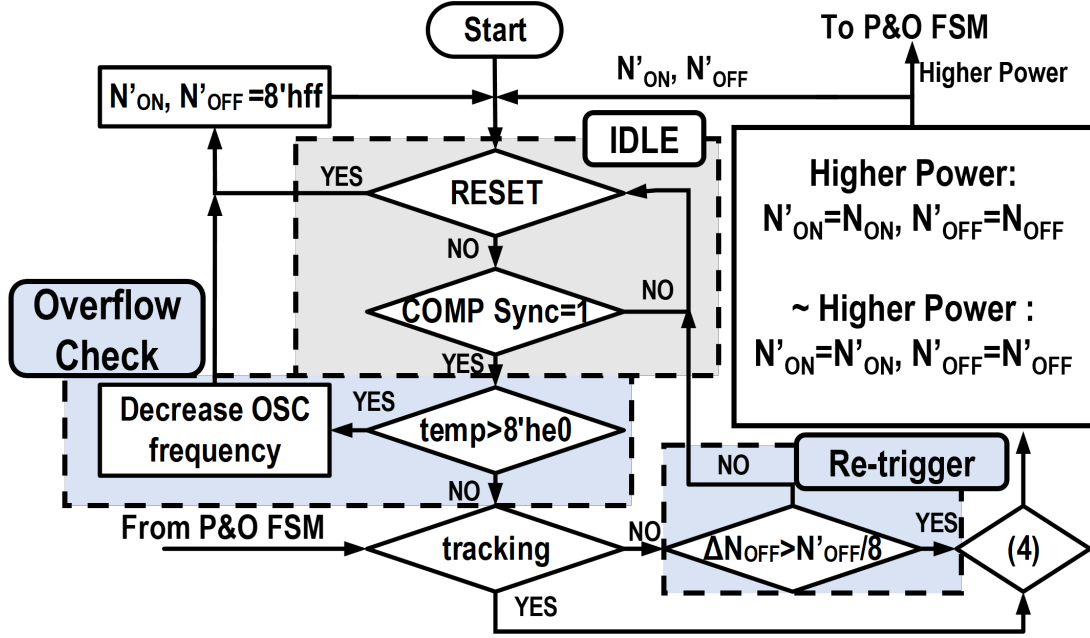 Start
To P&O FSM
Higher Power
N'ON, N'OFF
N'ON, N'OFF =8'hff
IDLE
YES
RESET
NO
Higher Power:
N'ON=NON, N'OFF=NOFF
~ Higher Power :
N'ON=N'ON, N'OFF=N'OFF
COMP Sync=1
NO
YES
Overflow
Check
Decrease OSC
frequency
YES
temp>8'he0
NO
Re-trigger
NO
From P&O FSM
tracking
NO
ΔNOFF>N'OFF/8
YES
(4)
YES